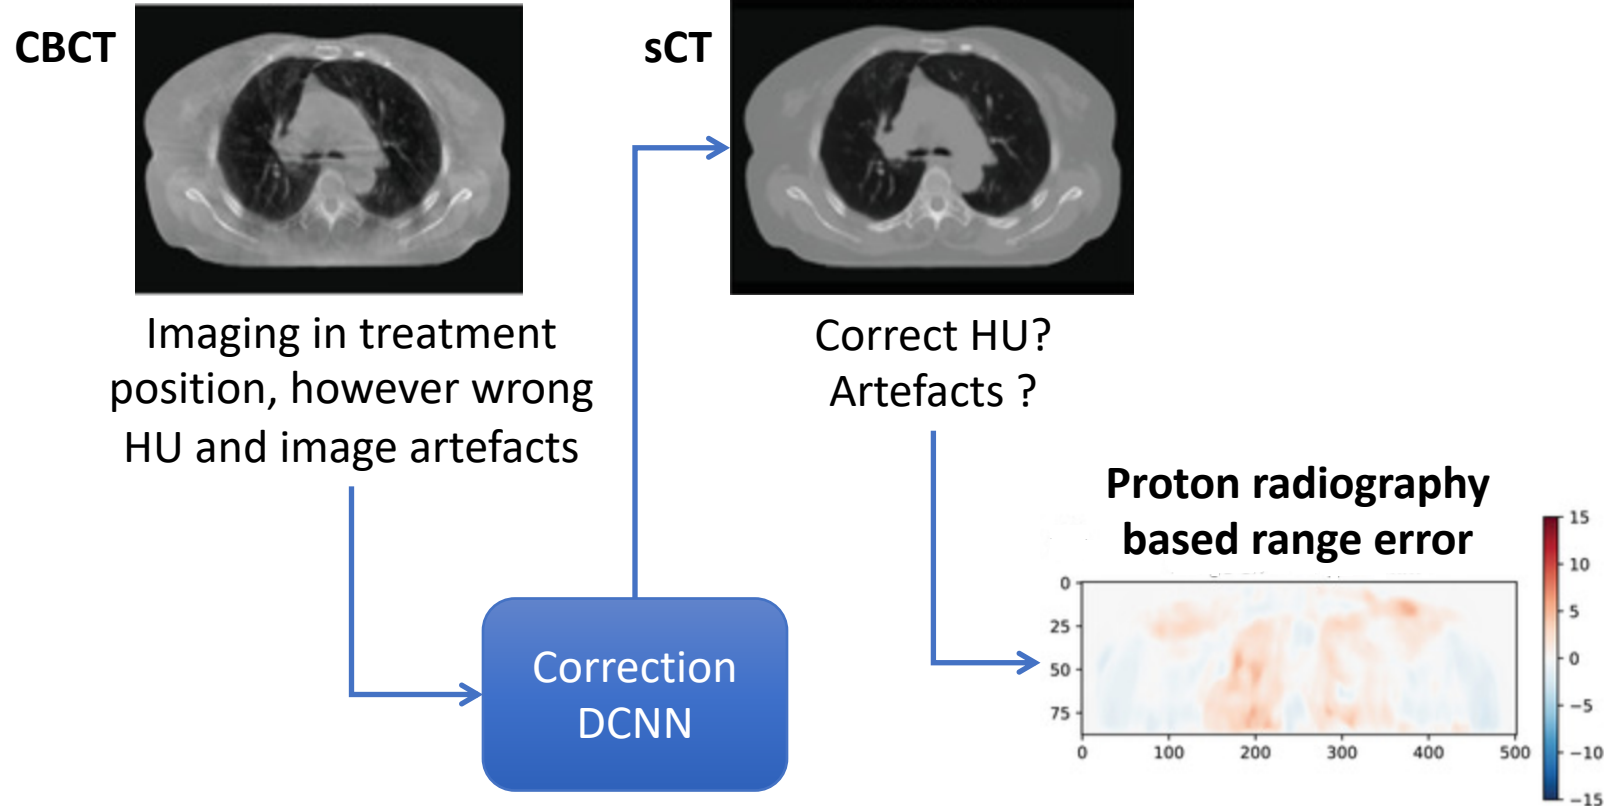 CBCT
sCT
Imaging in treatment
position, however wrong
HU and image artefacts
Correct HU?
Artefacts ?
Correction
DCNN
Proton radiography
based range error
0
25
50
75
0
100
200
300
400
500
15
10
5
0
−5
−10
−15